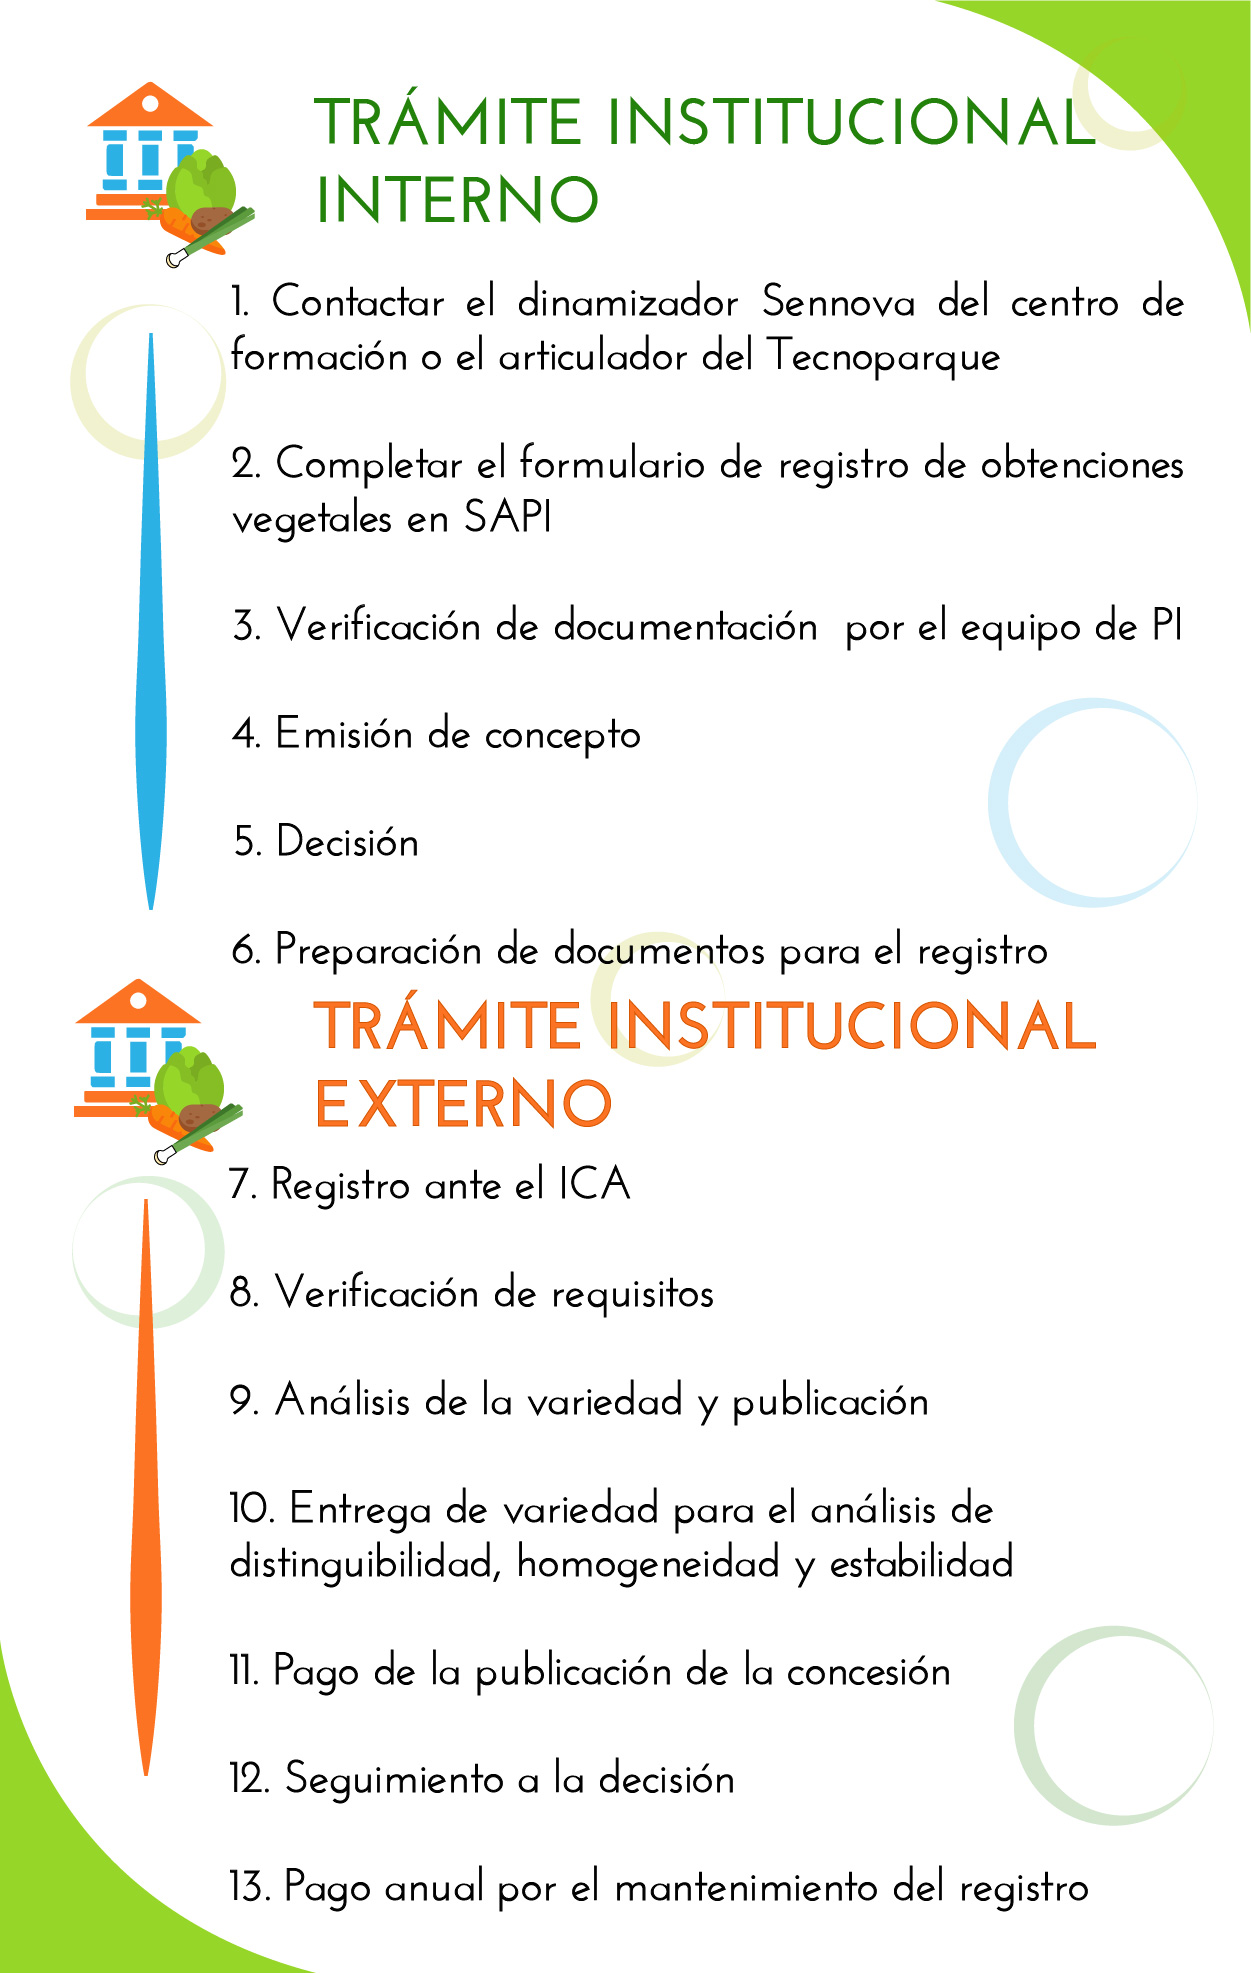 TRÁMITE INSTITUCIONAL
INTERNO
1. Contactar el dinamizador Sennova del centro de
formación o el articulador del Tecnoparque
2. Completar el formulario de registro de obtenciones
vegetales en SAPI
3. Verificación de documentación por el equipo de PI
4. Emisión de concepto
5. Decisión
6. Preparación de documentos para el registro
TRÁMITE INSTITUCIONAL
EXTERNO
7. Registro ante el ICA
8. Verificación de requisitos
9. Análisis de la variedad y publicación
10. Entrega de variedad para el análisis de
distinguibilidad, homogeneidad y estabilidad
11. Pago de la publicación de la concesión
12. Seguimiento a la decisión
13. Pago anual por el mantenimiento del registro